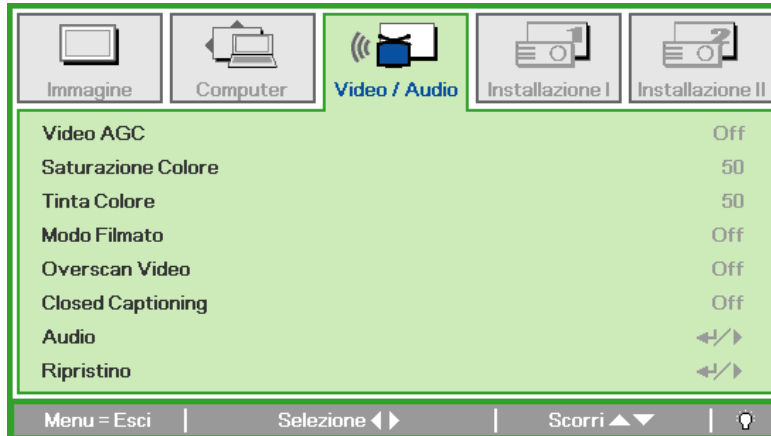 Immagine
Computer
Video / Audio
Installazione I
Installazione II
Video AGC Off
Saturazione Colore 50
Tinta Colore 50
Modo Filmato Off
Overscan Video Off
Closed Captioning Off
Audio
Ripristino
Menu = Esci Selezione Scorri